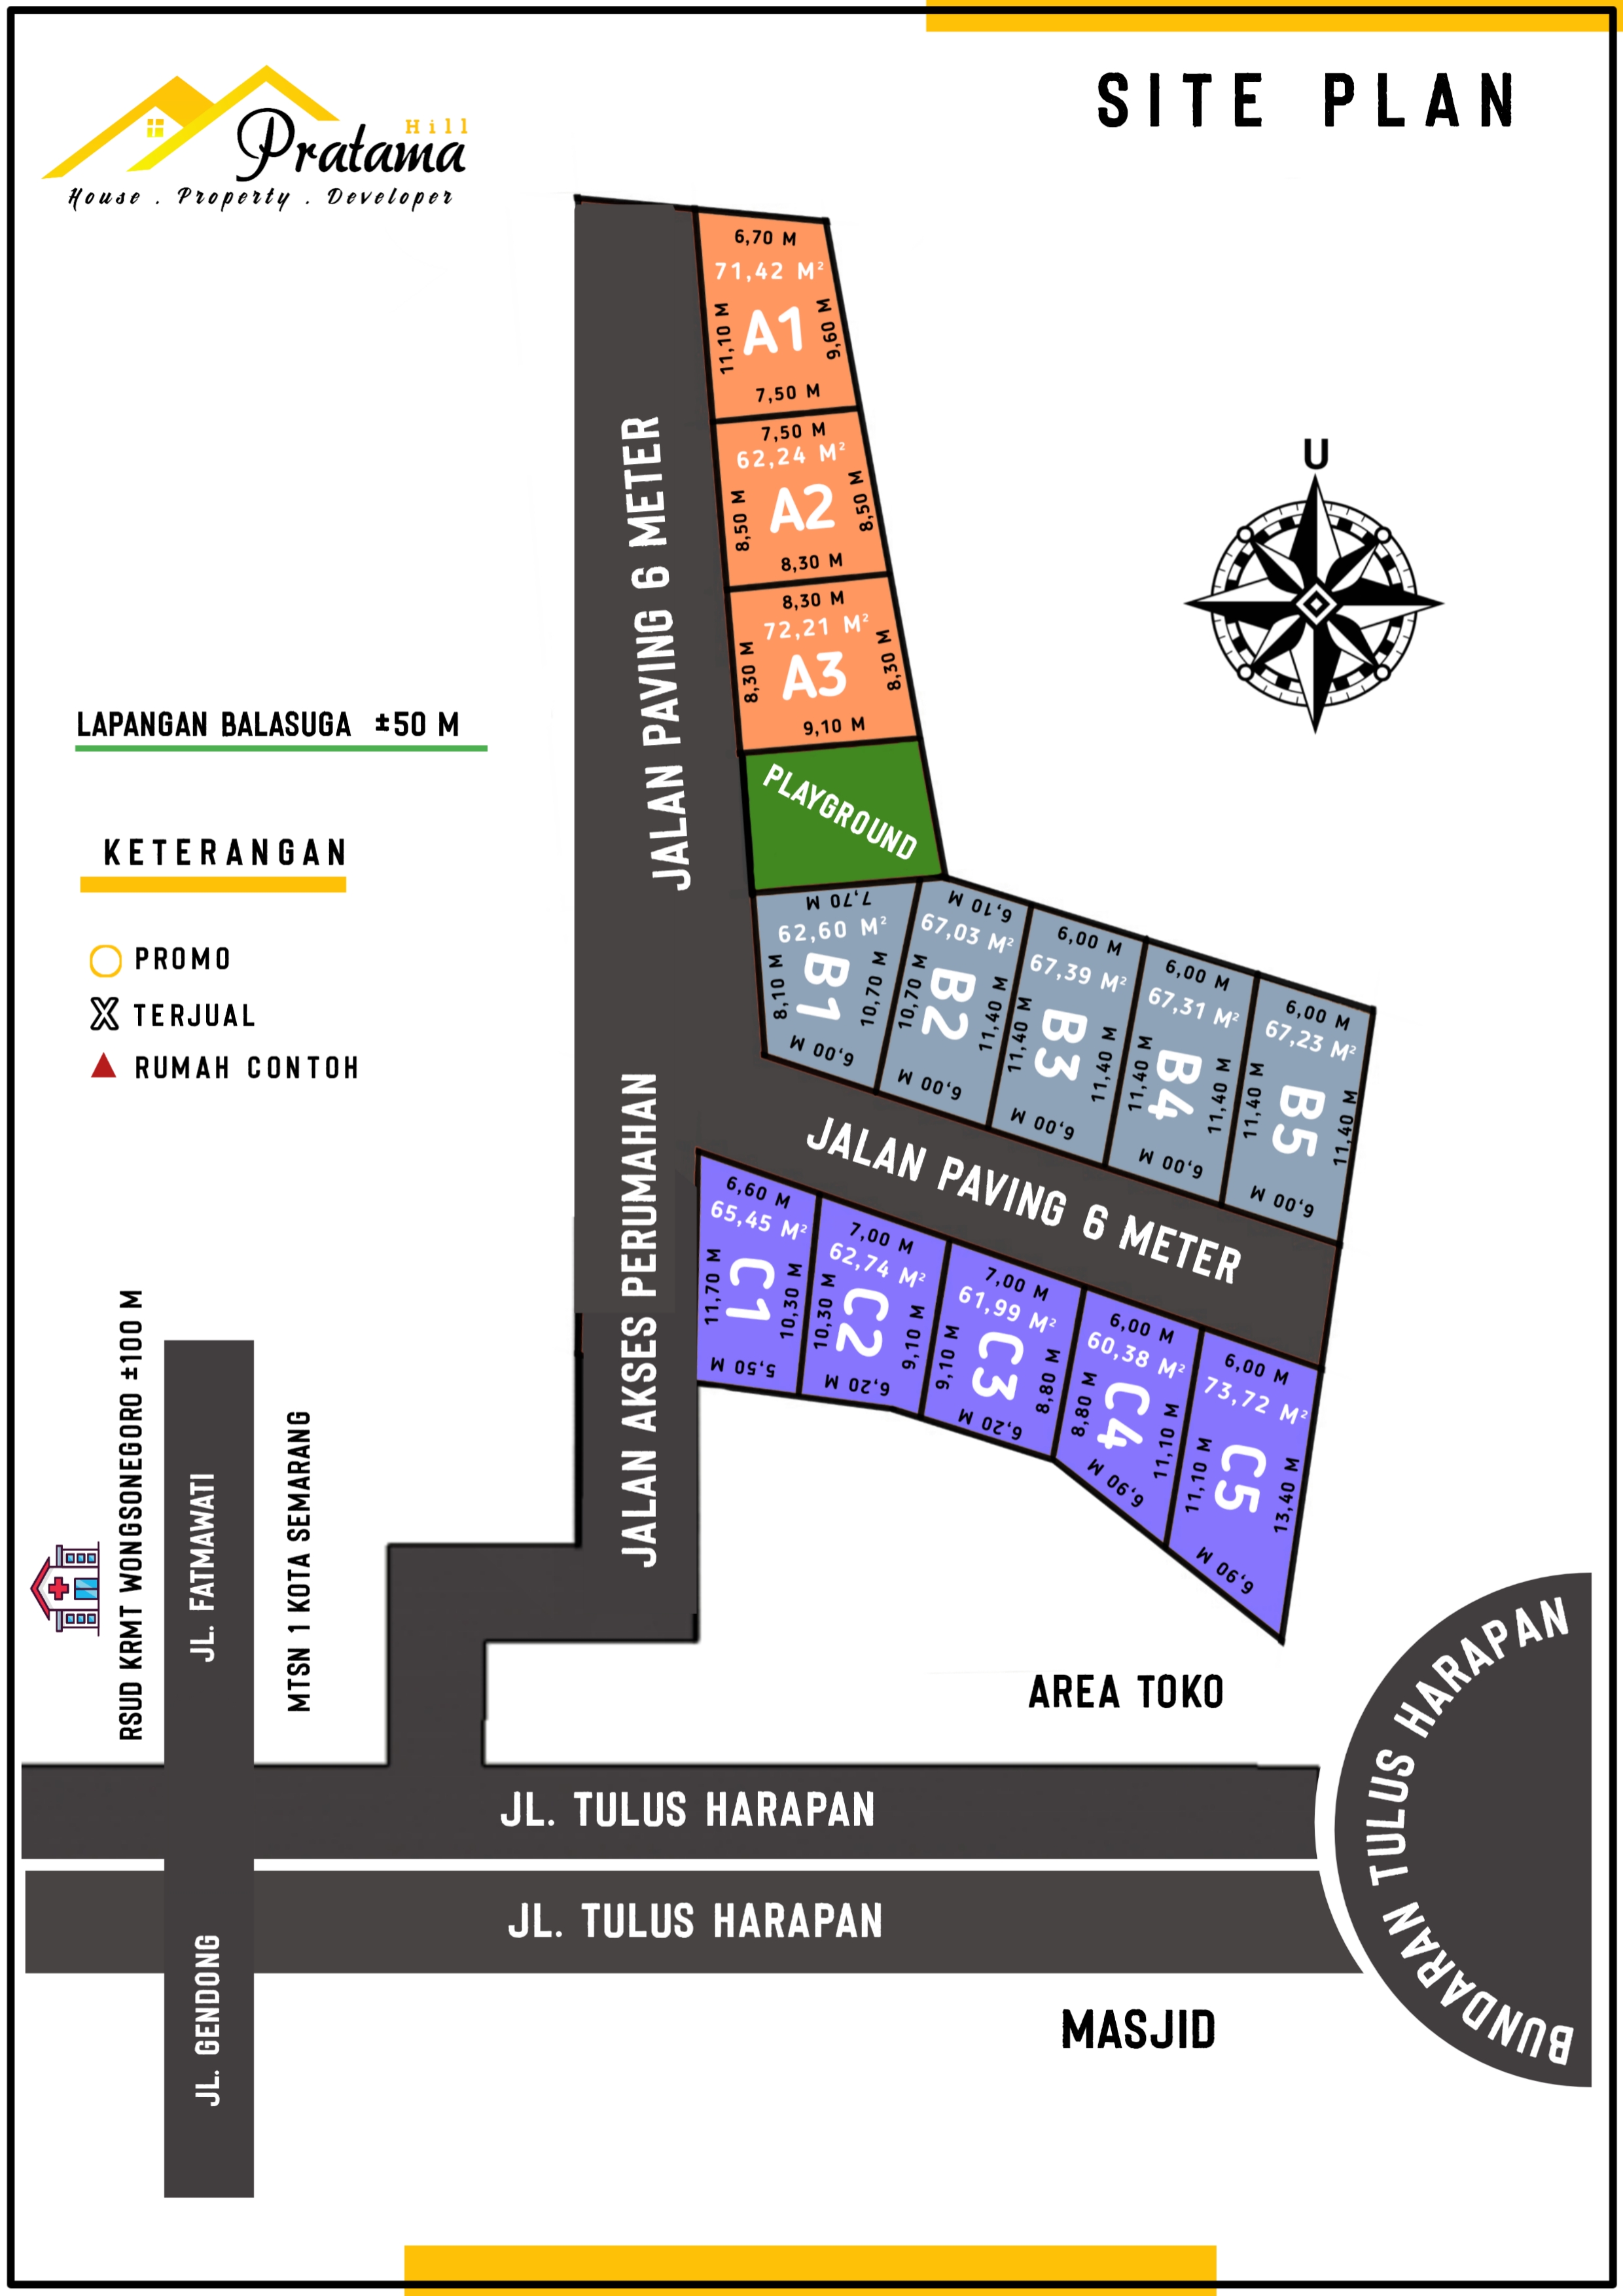 SITE PLAN
Hill
Pratama
House . Property . Developer
6,70 M
71,42 M²
11,10 M
A1
9,60 M
7,50 M
7,50 M
62,24 M²
8,50 M
A2
8,50 M
8,30 M
8,30 M
72,21 M²
8,30 M
A3
8,30 M
9,10 M
PLAYGROUND
JALAN PAVING 6 METER
U
LAPANGAN BALASUGA ±50 M
KETERANGAN
PROMO
X TERJUAL
RUMAH CONTOH
7,70 M
62,60 M²
8,10 M
B1
10,70 M
6,00 M
6,10 M
67,03 M²
10,70 M
B2
11,40 M
6,00 M
6,00 M
67,39 M²
11,40 M
B3
11,40 M
6,00 M
6,00 M
67,31 M²
11,40 M
B4
11,40 M
6,00 M
6,00 M
67,23 M²
11,40 M
B5
11,40 M
6,00 M
JALAN PAVING 6 METER
JALAN AKSES PERUMAHAN
6,60 M
65,45 M²
11,70 M
C1
10,30 M
5,50 M
7,00 M
62,74 M²
10,30 M
C2
9,10 M
6,20 M
7,00 M
61,99 M²
9,10 M
C3
8,80 M
6,20 M
6,00 M
60,38 M²
8,80 M
C4
11,10 M
6,90 M
6,00 M
73,72 M²
11,10 M
C5
13,40 M
6,90 M
RSUD KRMT WONGSONEGORO ±100 M
JL. FATMAWATI
MTSN 1 KOTA SEMARANG
AREA TOKO
BUNDARAN TULUS HARAPAN
JL. TULUS HARAPAN
JL. TULUS HARAPAN
JL. GENDONG
MASJID